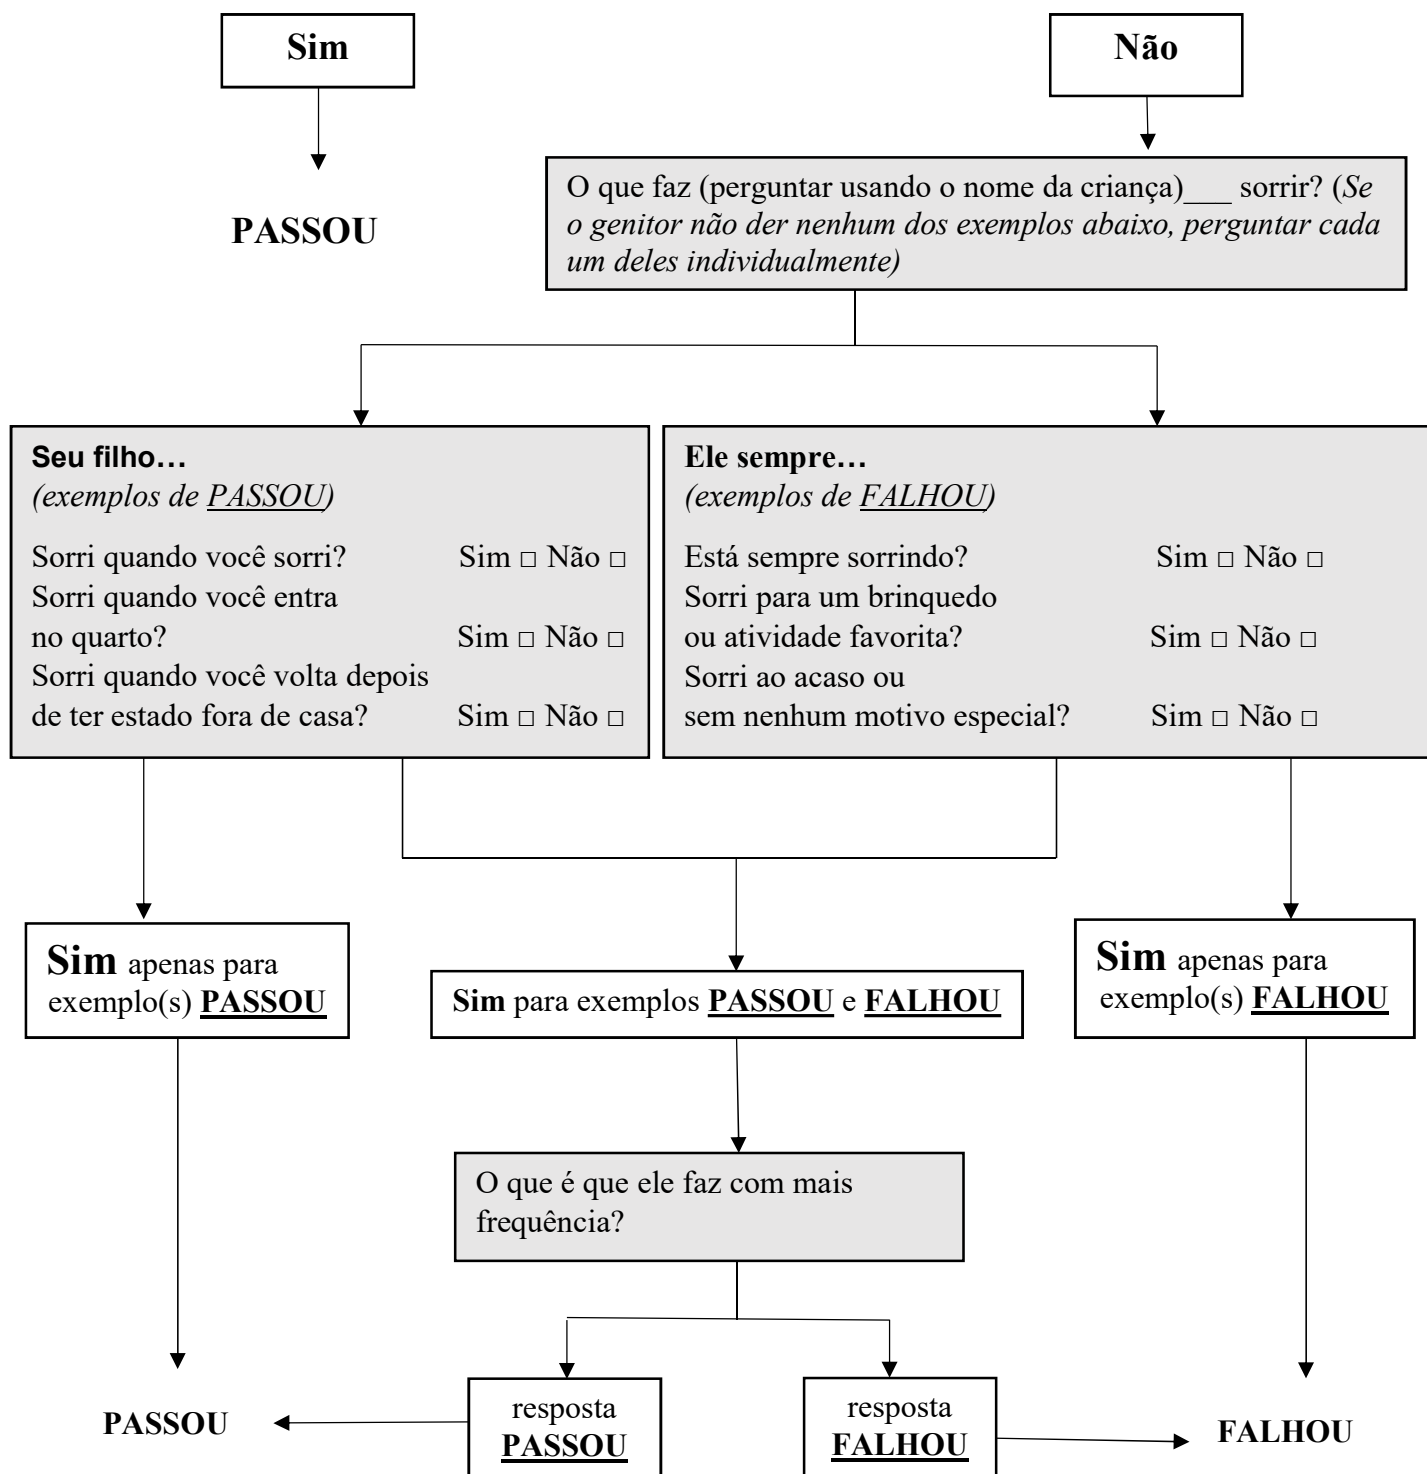 Sim
Não
PASSOU
O que faz (perguntar usando o nome da criança)___ sorrir? (Se
o genitor não der nenhum dos exemplos abaixo, perguntar cada
um deles individualmente)
Seu filho…
(exemplos de PASSOU)
Sorri quando você sorri? Sim □ Não □
Sorri quando você entra
no quarto? Sim □ Não □
Sorri quando você volta depois
de ter estado fora de casa? Sim □ Não □
Ele sempre…
(exemplos de FALHOU)
Está sempre sorrindo? Sim □ Não □
Sorri para um brinquedo
ou atividade favorita? Sim □ Não □
Sorri ao acaso ou
sem nenhum motivo especial? Sim □ Não □
Sim apenas para
exemplo(s) PASSOU
Sim para exemplos PASSOU e FALHOU
Sim apenas para
exemplo(s) FALHOU
O que é que ele faz com mais
frequência?
PASSOU
resposta
PASSOU
resposta
FALHOU
FALHOU